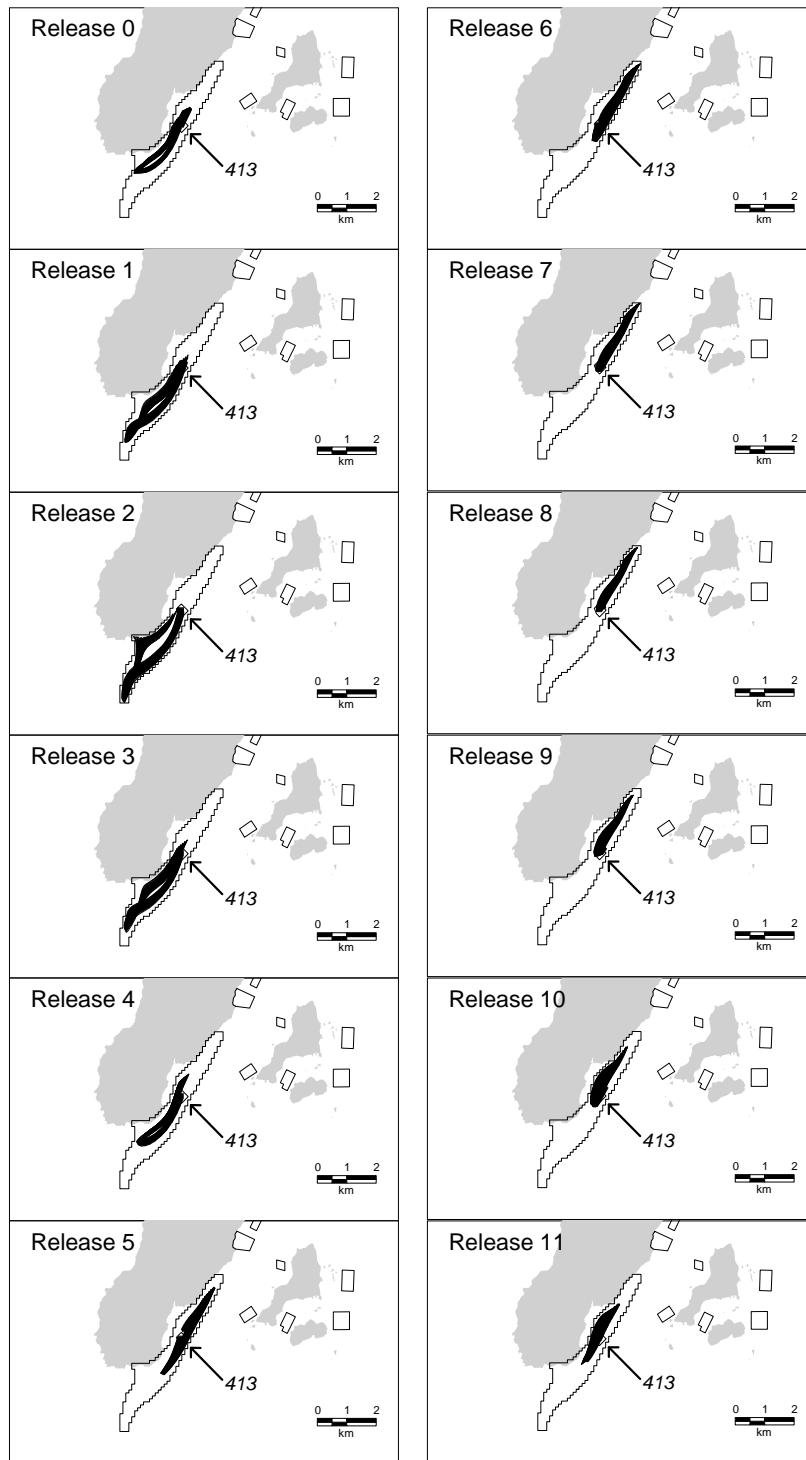 Release 0
413
0 1 2
km
Release 1
413
0 1 2
km
Release 2
413
0 1 2
km
Release 3
413
0 1 2
km
Release 4
413
0 1 2
km
Release 5
413
0 1 2
km
Release 6
413
0 1 2
km
Release 7
413
0 1 2
km
Release 8
413
0 1 2
km
Release 9
413
0 1 2
km
Release 10
413
0 1 2
km
Release 11
413
0 1 2
km